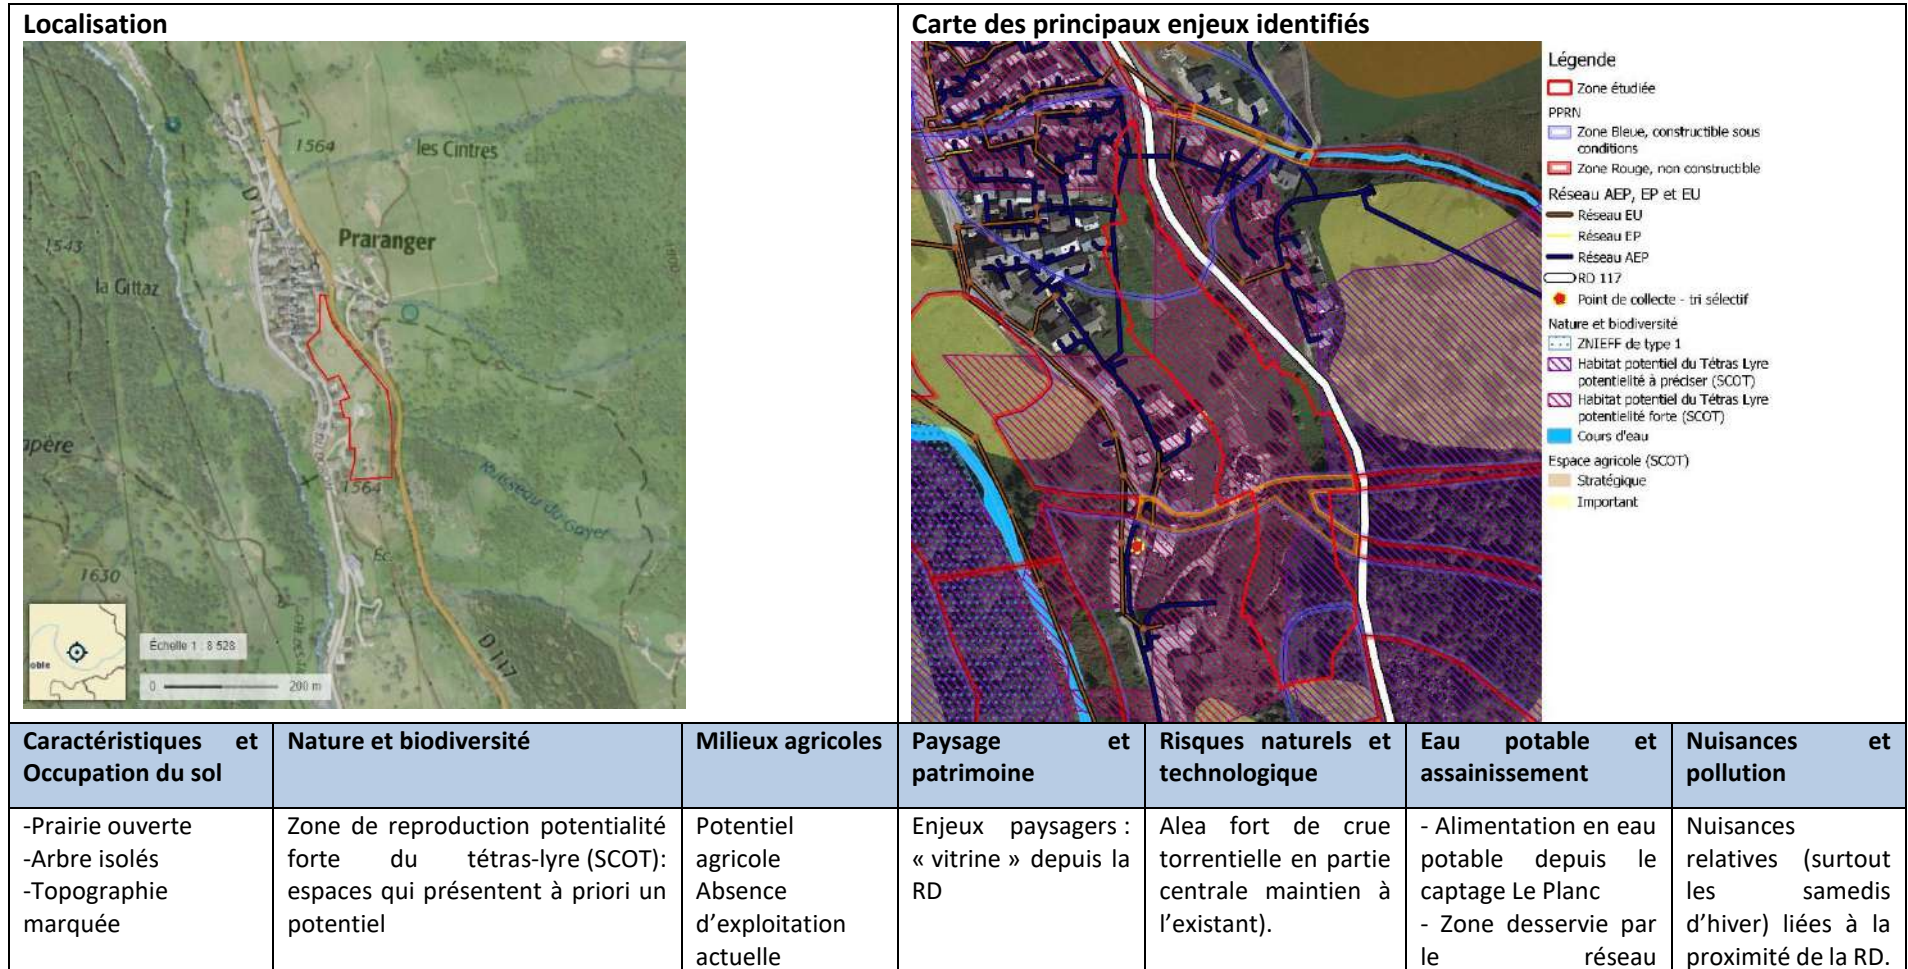 Localisation
1564
les Cintres
D 117
1543
Praranger
la Gittaz
1564
Ruisseau du Gayet
Ec.
1630
D 117
oble
Échelle 1 : 8 528
0 200 m
Carte des principaux enjeux identifiés
Légende
Zone étudiée
PPRN
Zone Bleue, constructible sous
conditions
Zone Rouge, non constructible
Réseau AEP, EP et EU
Réseau EU
Réseau EP
Réseau AEP
RD 117
Point de collecte - tri sélectif
Nature et biodiversité
ZNIEFF de type 1
Habitat potentiel du Tétras Lyre
potentielité à préciser (SCOT)
Habitat potentiel du Tétras Lyre
potentielité forte (SCOT)
Cours d'eau
Espace agricole (SCOT)
Stratégique
Important
Caractéristiques et
Occupation du sol
-Prairie ouverte
-Arbre isolés
-Topographie
marquée
Nature et biodiversité
Zone de reproduction potentialité
forte du tétras-lyre (SCOT):
espaces qui présentent à priori un
potentiel
Milieux agricoles
Potentiel
agricole
Absence
d'exploitation
actuelle
Paysage et
patrimoine
Enjeux paysagers :
« vitrine » depuis la
RD
Risques naturels et
technologique
Alea fort de crue
torrentielle en partie
centrale maintien à
l'existant).
Eau potable et
assainissement
- Alimentation en eau
potable depuis le
captage Le Planc
- Zone desservie par
le réseau
Nuisances et
pollution
Nuisances
relatives (surtout
les samedis
d'hiver) liées à la
proximité de la RD.